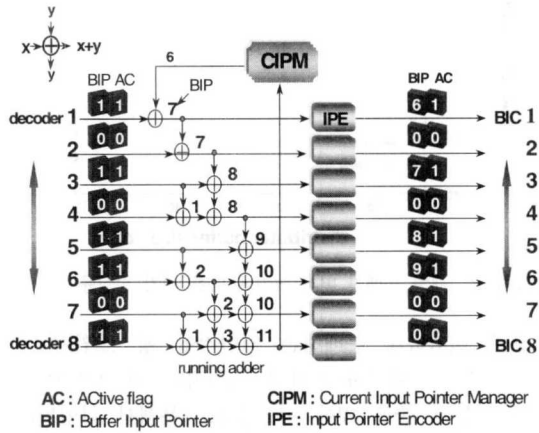 y
x x+y
y
6
CIPM
BIP AC
BIP
BIP AC
decoder 1 1 1 7 IPE 6 1 BIC 1
2 0 0 7 0 0 2
3 1 1 8 7 1 3
4 0 0 1 8 0 0 4
5 1 1 9 8 1 5
6 1 1 2 10 9 1 6
7 0 0 2 10 0 0 7
decoder 8 1 1 1 3 11 0 0 BIC 8
running adder
AC : ACtive flag CIPM : Current Input Pointer Manager
BIP : Buffer Input Pointer IPE : Input Pointer Encoder